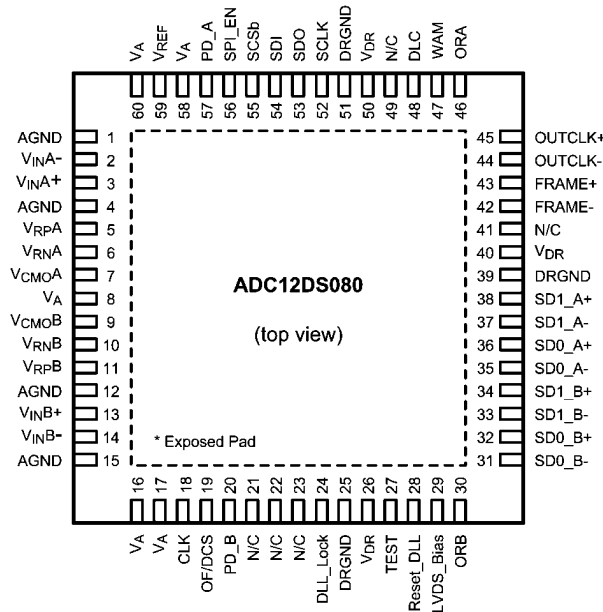 VA
VREF
VA
PD_A
SPI_EN
SCSb
SDI
SDO
SCLK
DRGND
VDR
N/C
DLC
WAM
ORA
60 59 58 57 56 55 54 53 52 51 50 49 48 47 46
AGND 1
VINA- 2
VINA+ 3
AGND 4
VRPA 5
VRNA 6
VCMOA 7
VA 8
VCMOB 9
VRNB 10
VRPB 11
AGND 12
VINB+ 13
VINB- 14
AGND 15
ADC12DS080
(top view)
* Exposed Pad
45 OUTCLK+
44 OUTCLK-
43 FRAME+
42 FRAME-
41 N/C
40 VDR
39 DRGND
38 SD1_A+
37 SD1_A-
36 SD0_A+
35 SD0_A-
34 SD1_B+
33 SD1_B-
32 SD0_B+
31 SD0_B-
16 17 18 19 20 21 22 23 24 25 26 27 28 29 30
VA
VA
CLK
OF/DCS
PD_B
N/C
N/C
N/C
DLL_Lock
DRGND
VDR
TEST
Reset_DLL
LVDS_Bias
ORB